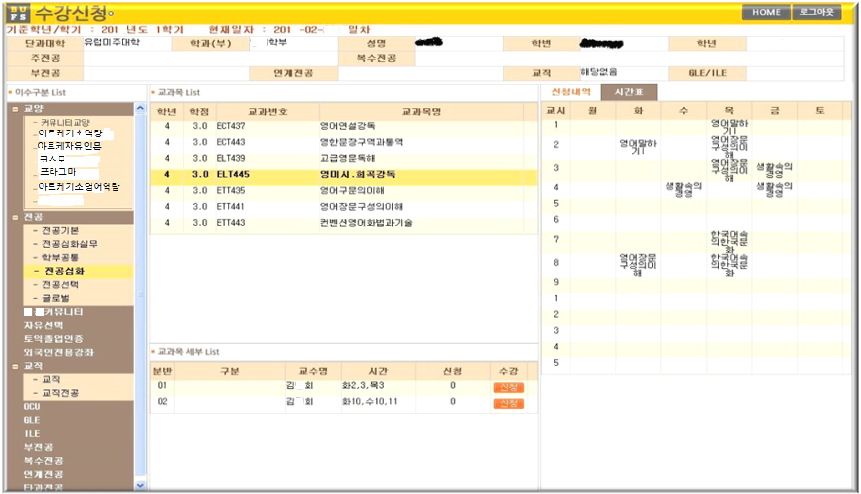 BUFS 수강신청
HOME 로그아웃
기준학년/학기 : 201 년도 1학기 현재일자 : 201 -02- 일차
단과대학 유럽미주대학 학과(부) 학부 성명 학번 학년
주전공 복수전공
부전공 연계전공 교직 해당없음 GLE/ILE
이수구분 List
교양
- 커뮤니티교양
- 프라그마
전공
- 전공기본
- 전공심화실무
- 학부공통
- 전공심화
- 전공선택
- 글로벌
커뮤니티
자유선택
토익졸업인증
외국인전용강좌
교직
- 교직
- 교직전공
OCU
GLE
ILE
부전공
복수전공
연계전공
타과전공
교과목 List
학년 학점 교과번호 교과목명
4 3.0 ECT437 영어연설강독
4 3.0 ECT443 영한문장구역과통역
4 3.0 ELT439 고급영문독해
4 3.0 ELT445 영미시.희곡강독
4 3.0 ETT435 영어구문의이해
4 3.0 ETT441 영어장문구성의이해
4 3.0 ETT443 컨벤션영어화법과기술
교과목 세부 List
분반 구분 교수명 시간 신청 수강
01 김 회 화2,3,목3 0 신청
02 김 회 화10,수10,11 0 신청
신청내역 시간표
교시 월 화 수 목 금 토
1 영어말하기I
2 영어말하기I 영어장문구성의이해
3 영어장문구성의이해 생활속의경영
4 생활속의경영 생활속의경영
5
6
7 한국어속의한국문화
8 영어장문구성의이해 한국어속의한국문화
9
1
2
3
4
5